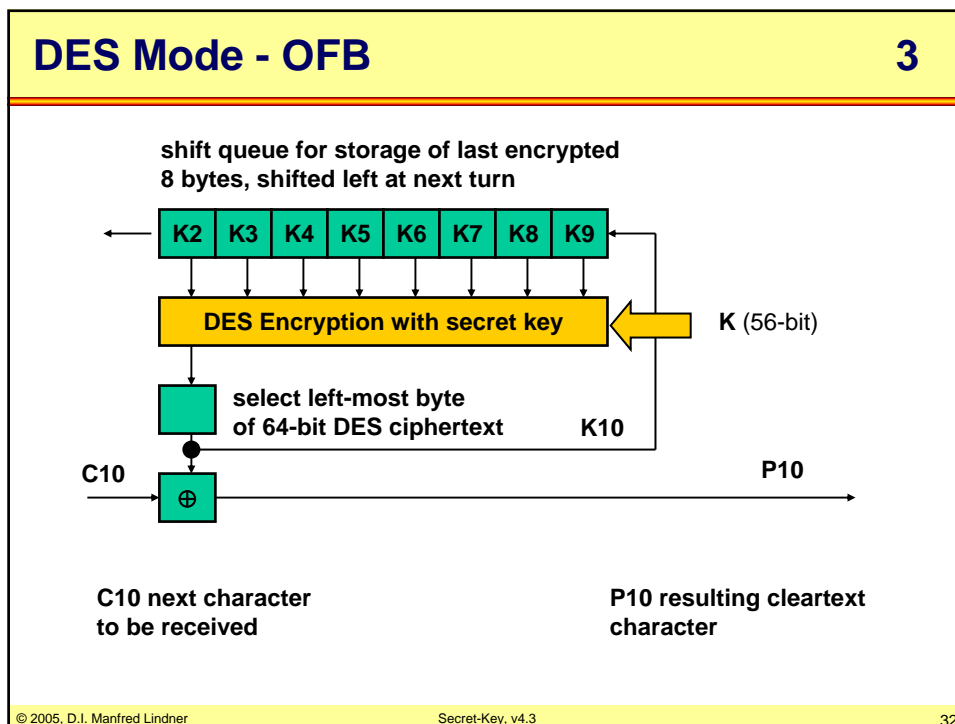 DES Mode - OFB 3
shift queue for storage of last encrypted
8 bytes, shifted left at next turn
K2 K3 K4 K5 K6 K7 K8 K9
DES Encryption with secret key
K (56-bit)
select left-most byte
of 64-bit DES ciphertext
K10
C10
P10
⊕
C10 next character
to be received
P10 resulting cleartext
character
© 2005, D.I. Manfred Lindner Secret-Key, v4.3 32